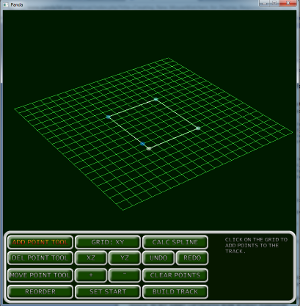 Panda
ADD POINT TOOL
GRID: XY
CALC SPLINE
CLICK ON THE GRID TO
ADD POINTS TO THE
TRACK.
DEL POINT TOOL
XZ
YZ
UNDO
REDO
MOVE POINT TOOL
+
-
CLEAR POINTS
REORDER
SET START
BUILD TRACK